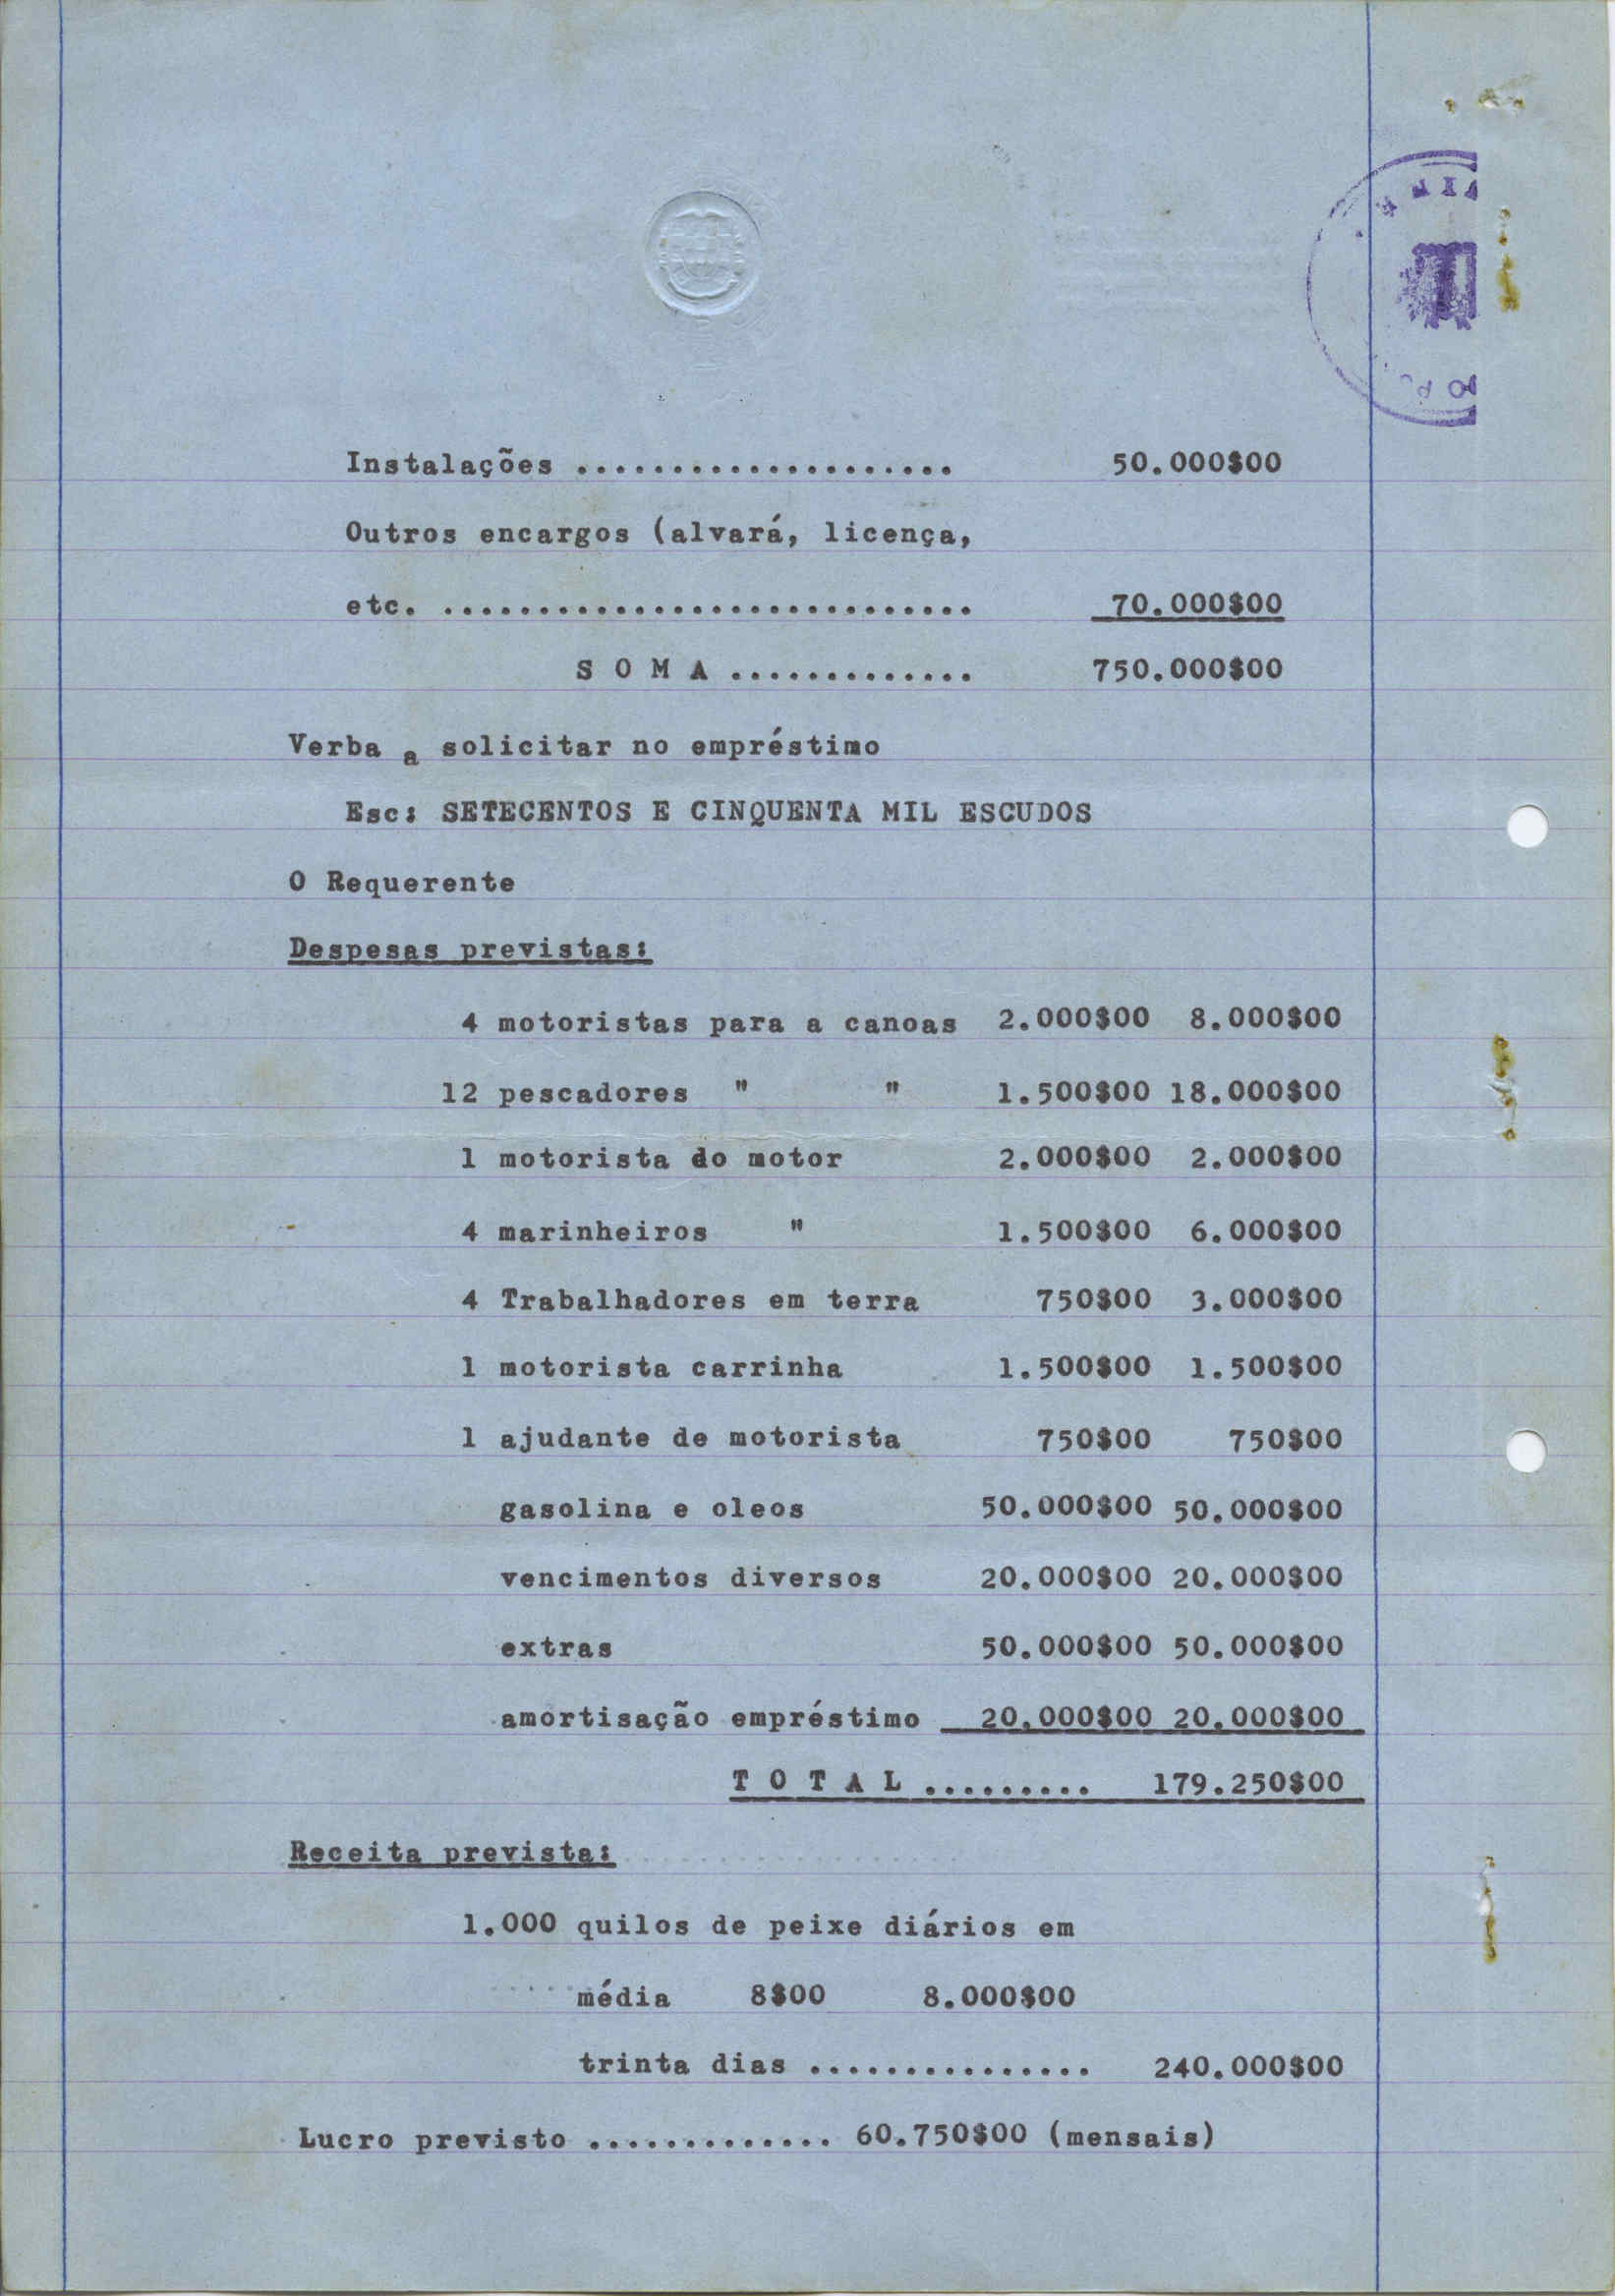 Instalações .................... 50.000$00
Outros encargos (alvará, licença,
etc. ............................ 70.000$00
S O M A ............. 750.000$00
Verba a solicitar no empréstimo
Esc: SETECENTOS E CINQUENTA MIL ESCUDOS
O Requerente
Despesas previstas:
4 motoristas para a canoas 2.000$00 8.000$00
12 pescadores " " 1.500$00 18.000$00
1 motorista do motor 2.000$00 2.000$00
4 marinheiros " 1.500$00 6.000$00
4 Trabalhadores em terra 750$00 3.000$00
1 motorista carrinha 1.500$00 1.500$00
1 ajudante de motorista 750$00 750$00
gasolina e oleos 50.000$00 50.000$00
vencimentos diversos 20.000$00 20.000$00
extras 50.000$00 50.000$00
amortisação empréstimo 20.000$00 20.000$00
T O T A L ......... 179.250$00
Receita prevista:
1.000 quilos de peixe diários em
média 8$00 8.000$00
trinta dias ............... 240.000$00
Lucro previsto ............. 60.750$00 (mensais)